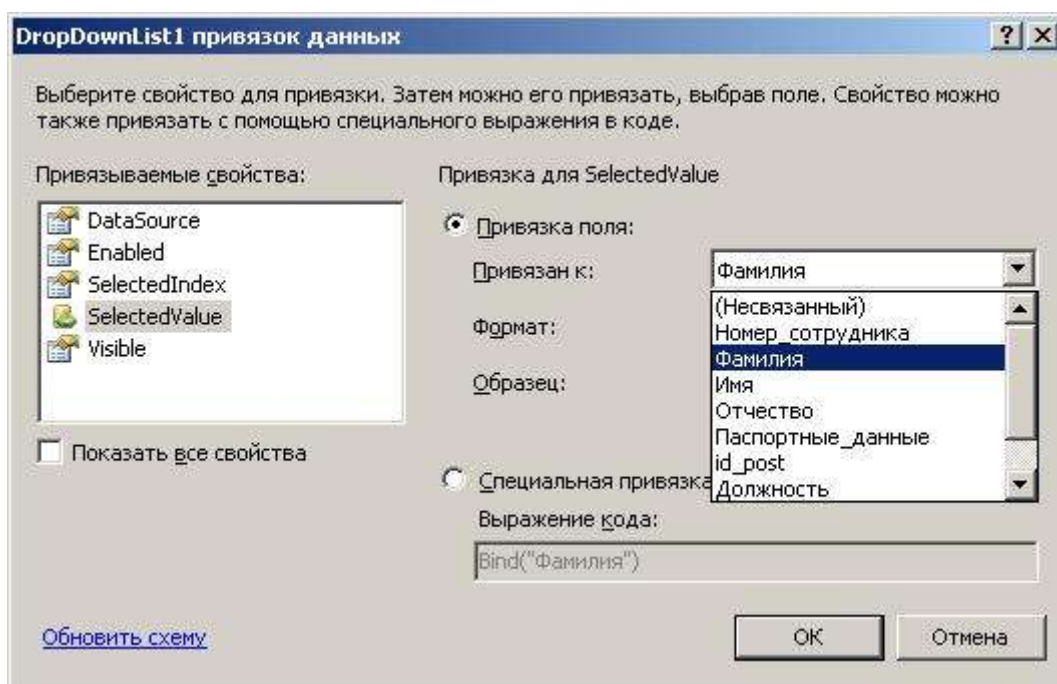 DropDownList1 привязок данных
Выберите свойство для привязки. Затем можно его привязать, выбрав поле. Свойство можно
также привязать с помощью специального выражения в коде.
Привязываемые свойства:
DataSource
Enabled
SelectedIndex
SelectedValue
Visible
Показать все свойства
Привязка для SelectedValue
Привязка поля:
Привязан к:
Фамилия
(Несвязанный)
Номер_сотрудника
Фамилия
Имя
Отчество
Паспортные_данные
id_post
Должность
Формат:
Образец:
Специальная привязка
Выражение кода:
Bind("Фамилия")
Обновить схему
ОК
Отмена